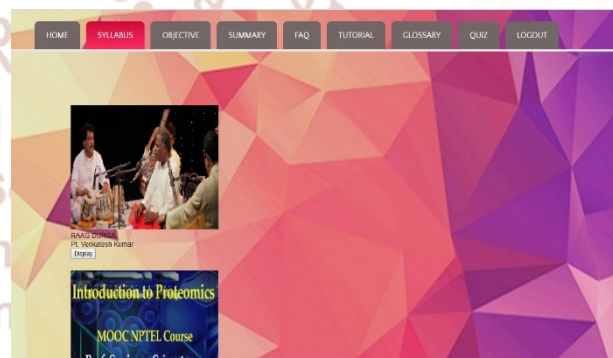 HOME SYLLABUS OBJECTIVE SUMMARY FAQ TUTORIAL GLOSSARY QUIZ LOGOUT
RAAG DURGA
Pt. Venkatesh Kumar
Display
Introduction to Proteomics
MOOC NPTEL Course